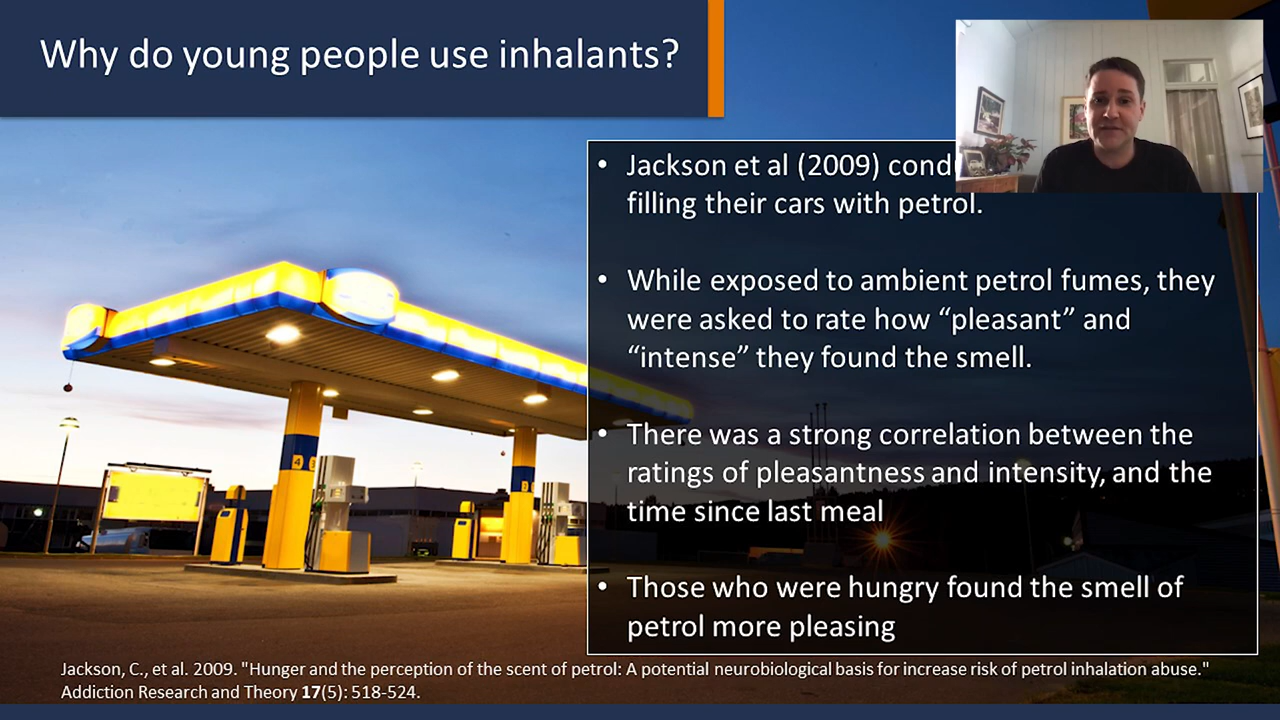 Why do young people use inhalants?
• Jackson et al (2009)
filling their cars with petrol.
• While exposed to ambient petrol fumes, they
were asked to rate how “pleasant” and
“intense” they found the smell.
• There was a strong correlation between the
ratings of pleasantness and intensity, and the
time since last meal
• Those who were hungry found the smell of
petrol more pleasing
4
Jackson, C., et al. 2009. "Hunger and the perception of the scent of petrol: A potential neurobiological basis for increase risk of petrol inhalation abuse."
Addiction Research and Theory 17(5): 518-524.